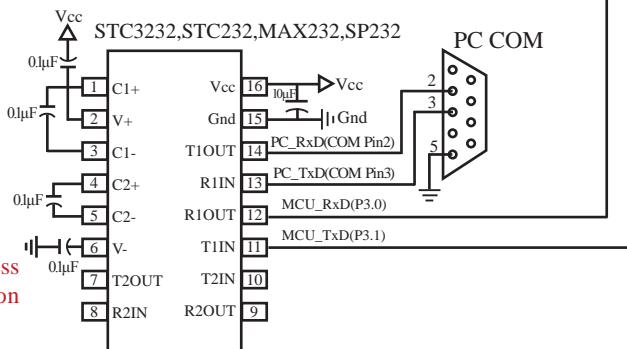 Vcc
STC3232,STC232,MAX232,SP232
PC COM
0.1μF
1 C1+ Vcc 16 Vcc
10μF
0.1μF
2 V+ Gnd 15 Gnd
2
3
3 C1- T1OUT 14 PC_RxD(COM Pin2)
4 C2+ R1IN 13 PC_TxD(COM Pin3)
5
0.1μF
5 C2- R1OUT 12 MCU_RxD(P3.0)
6 V- T1IN 11 MCU_TxD(P3.1)
0.1μF
ss
7 T2OUT T2IN 10
on
8 R2IN R2OUT 9